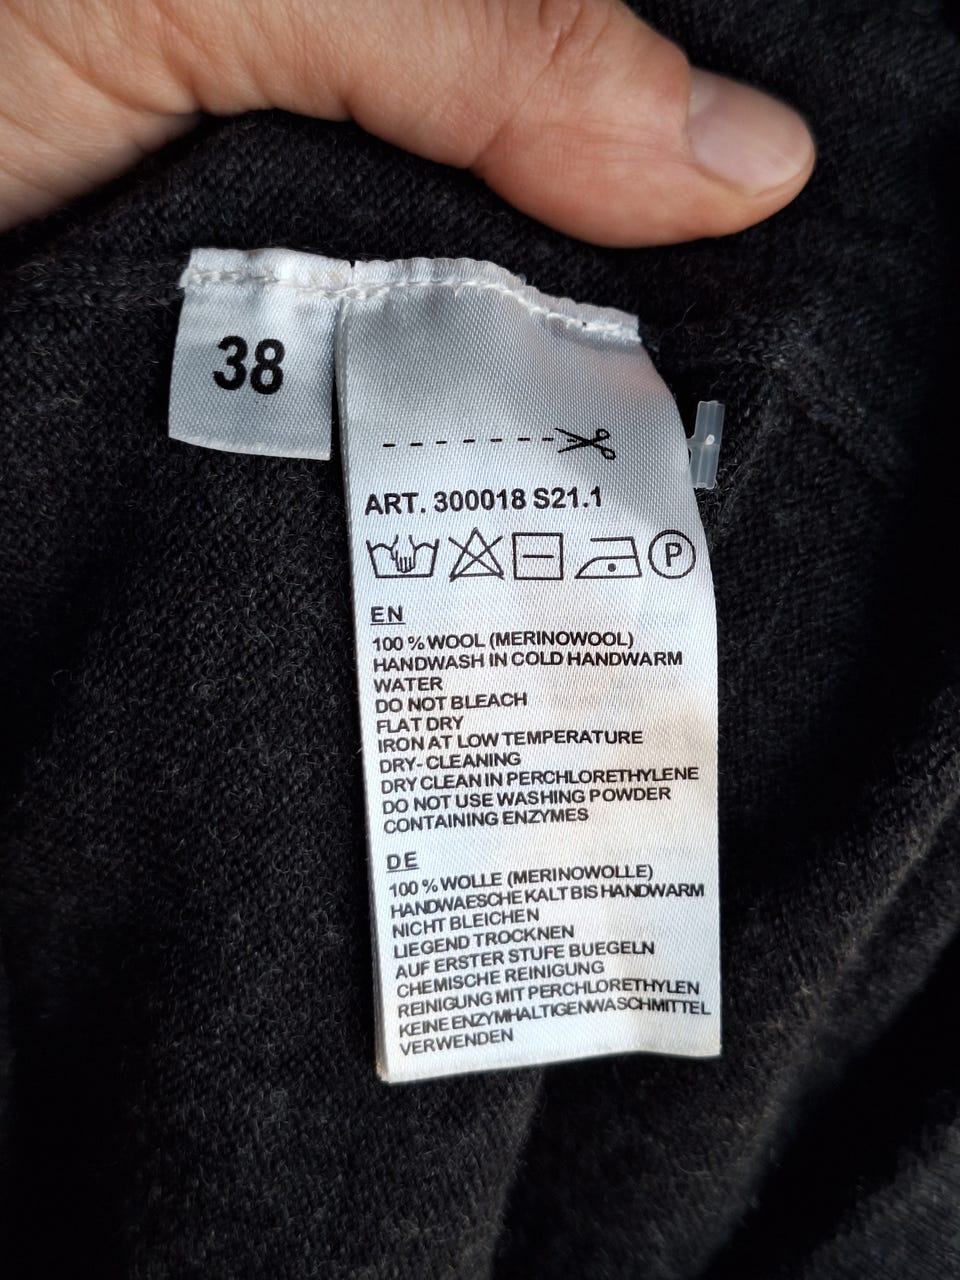 38
ART. 300018 S21.1
P
EN
100 % WOOL (MERINOWOOL)
HANDWASH IN COLD HANDWARM
WATER
DO NOT BLEACH
FLAT DRY
IRON AT LOW TEMPERATURE
DRY- CLEANING
DRY CLEAN IN PERCHLORETHYLENE
DO NOT USE WASHING POWDER
CONTAINING ENZYMES
DE
100 % WOLLE (MERINOWOLLE)
HANDWAESCHE KALT BIS HANDWARM
NICHT BLEICHEN
LIEGEND TROCKNEN
AUF ERSTER STUFE BUEGELN
CHEMISCHE REINIGUNG
REINIGUNG MIT PERCHLORETHYLEN
KEINE ENZYMHALTIGEN WASCHMITTEL
VERWENDEN